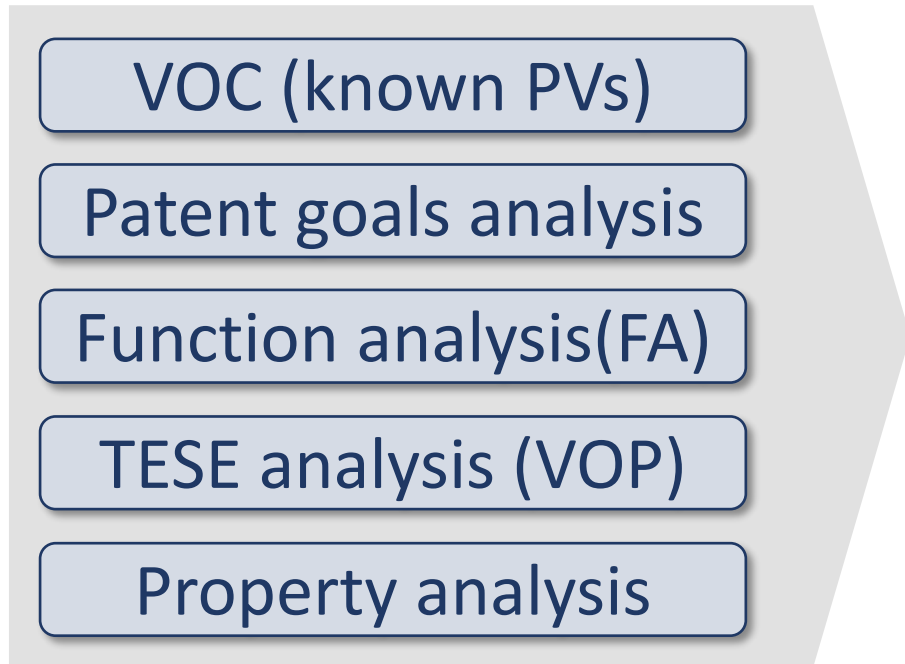 VOC (known PVs)
Patent goals analysis
Function analysis(FA)
TESE analysis (VOP)
Property analysis